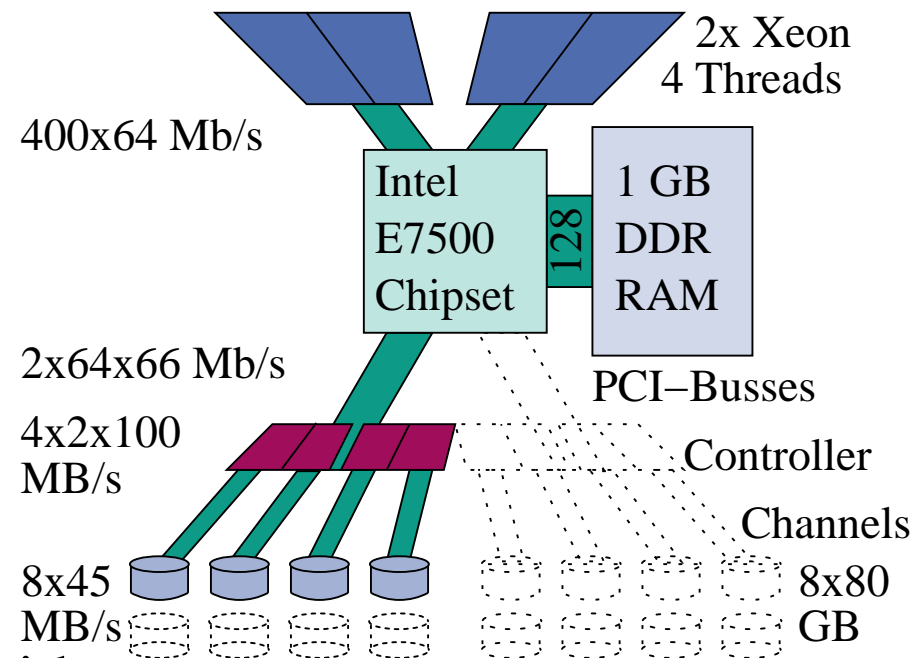 2x Xeon
4 Threads
400x64 Mb/s
Intel
E7500
Chipset
128
1 GB
DDR
RAM
2x64x66 Mb/s
PCI–Busses
4x2x100
MB/s
Controller
Channels
8x45
MB/s
8x80
GB